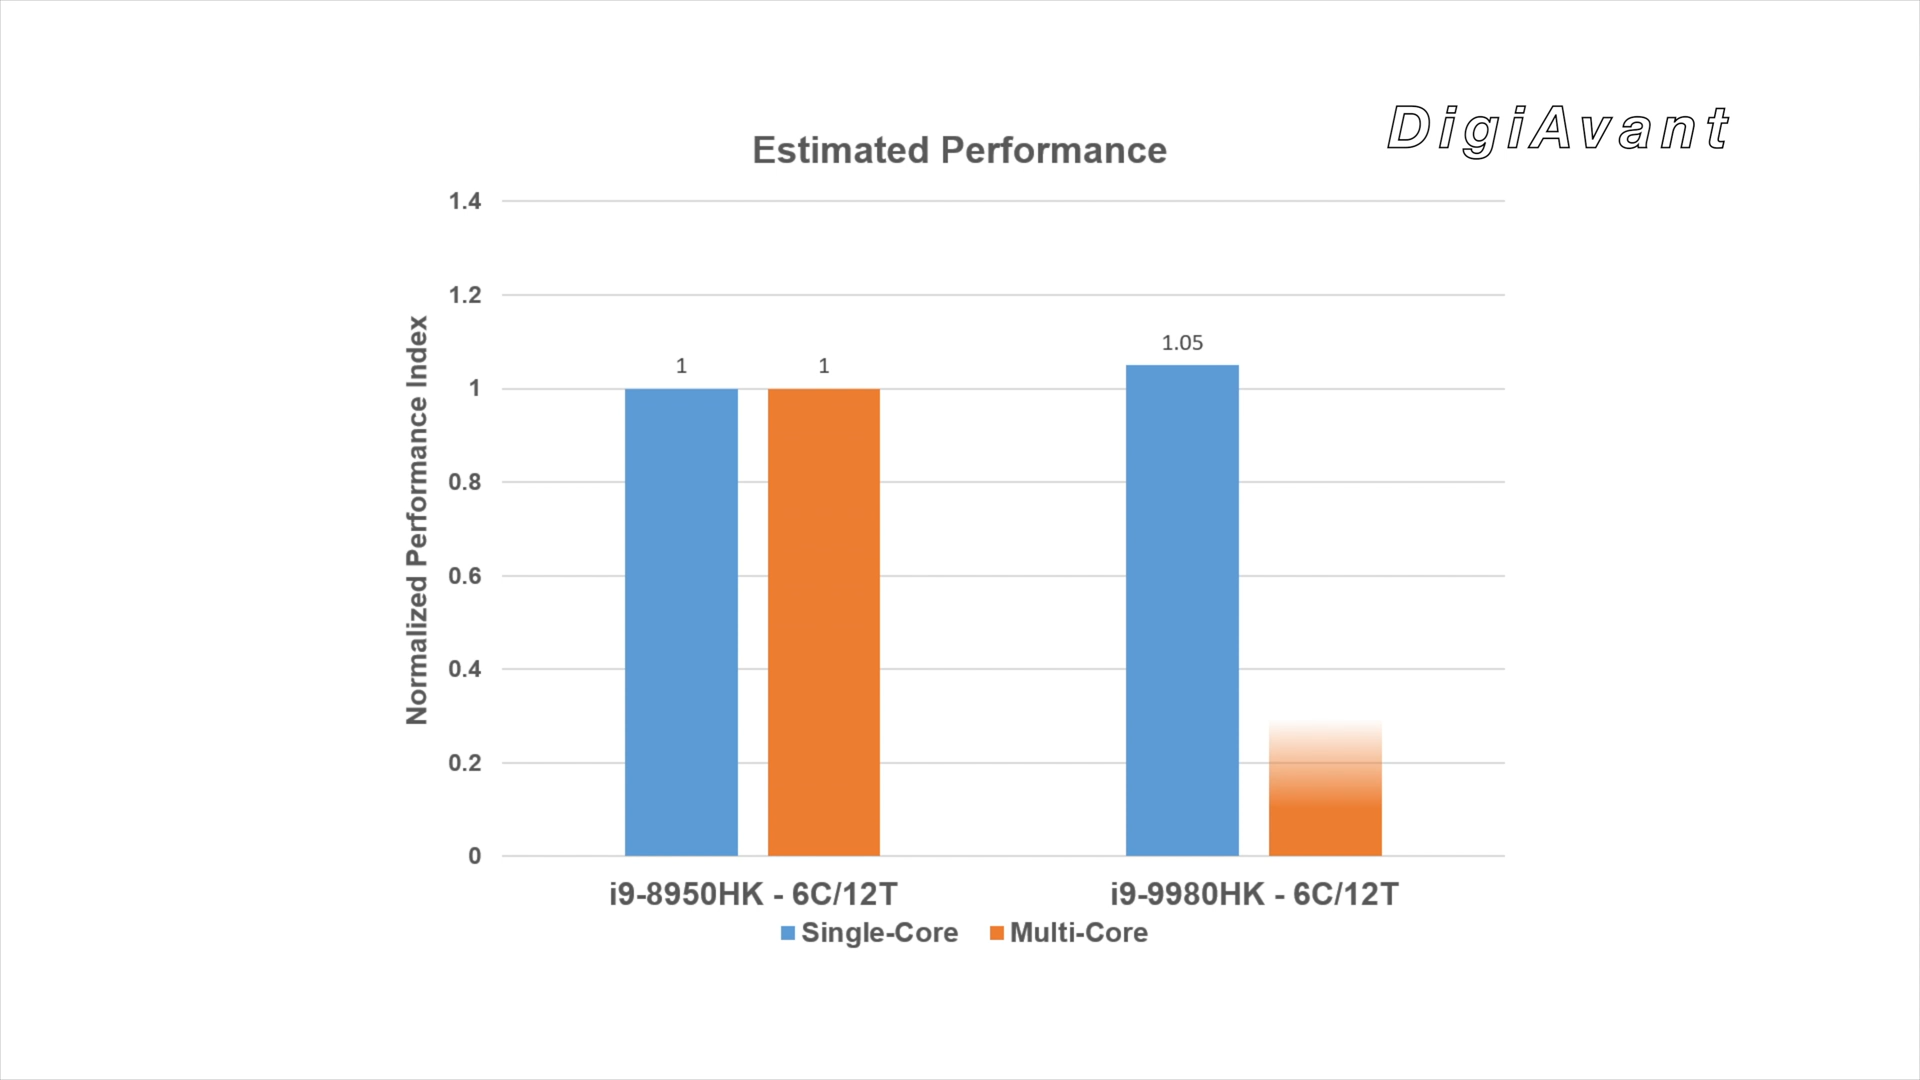 DigiAvant
Estimated Performance
1.4
1.2
1
0.8
0.6
0.4
0.2
0
Normalized Performance Index
1
1
1.05
i9-8950HK - 6C/12T
i9-9980HK - 6C/12T
Single-Core
Multi-Core